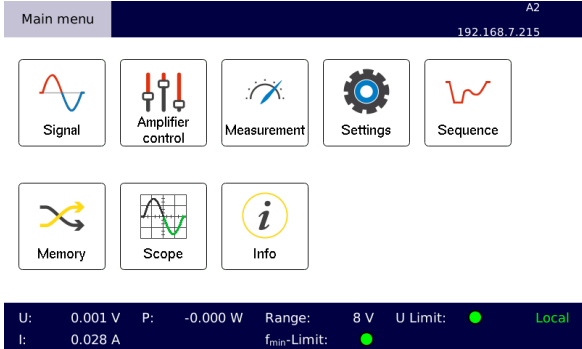 Main menu
A2
192.168.7.215
Signal
Amplifier
control
Measurement
Settings
Sequence
Memory
Scope
i
Info
U: 0.001 V P: -0.000 W Range: 8 V U Limit: Local
I: 0.028 A fmin-Limit: